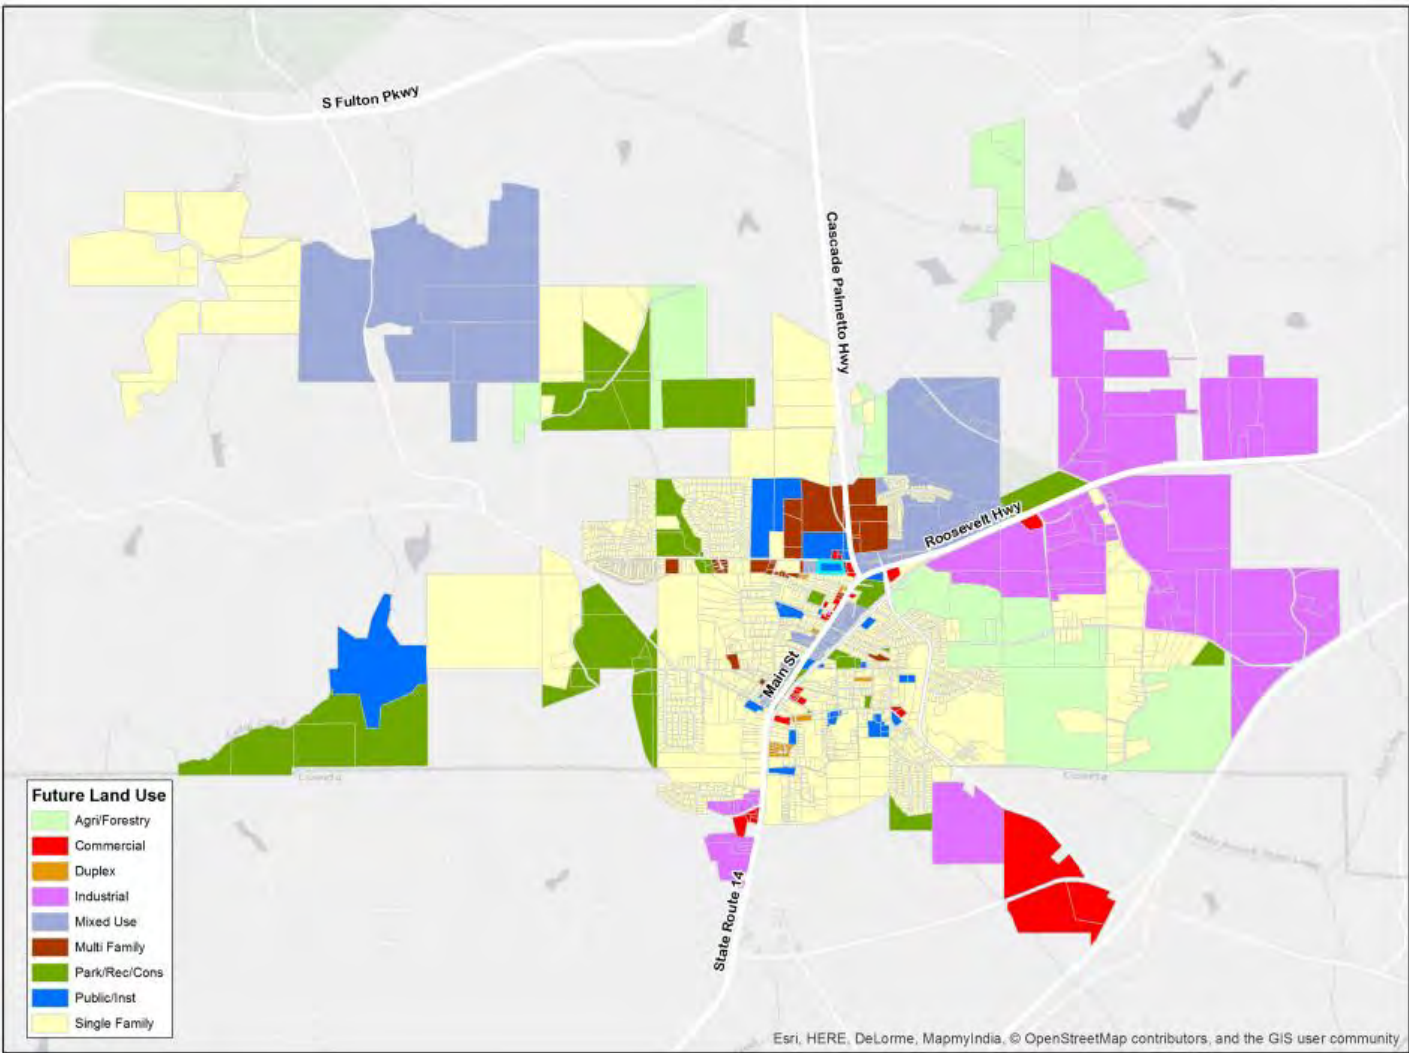 S Fulton Pkwy
Cascade Palmetto Hwy
Roosevelt Hwy
Main St
State Route 14
Future Land Use
Agri/Forestry
Commercial
Duplex
Industrial
Mixed Use
Multi Family
Park/Rec/Cons
Public/Inst
Single Family
Esri, HERE, DeLorme, MapmyIndia, © OpenStreetMap contributors, and the GIS user community